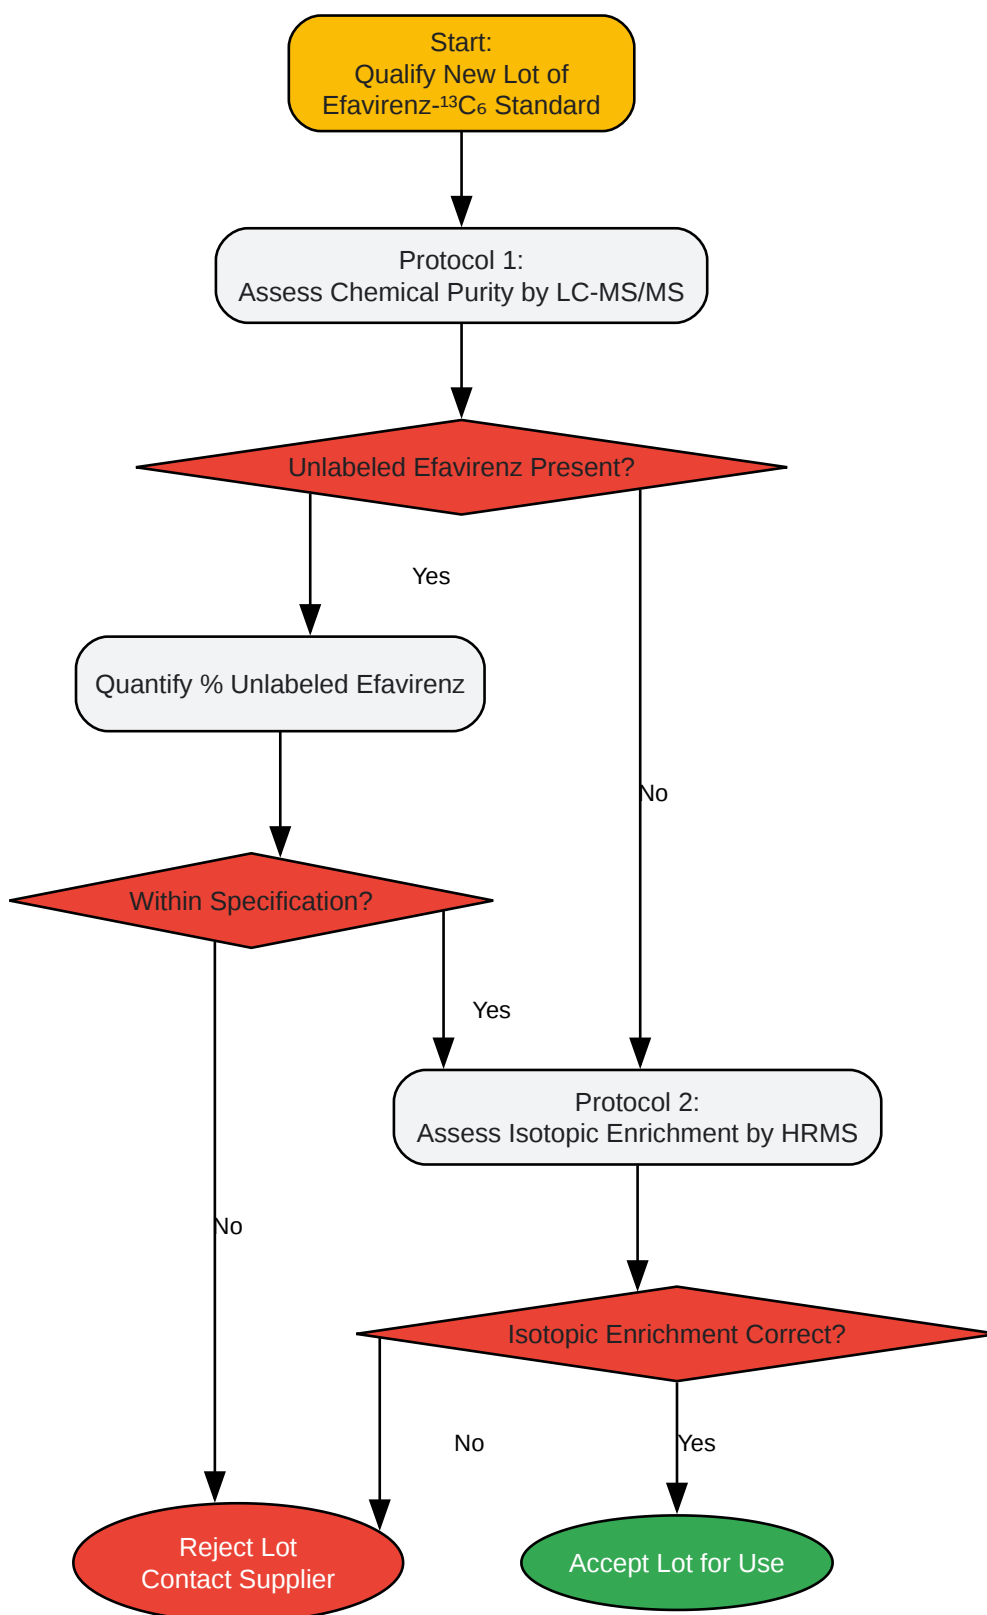 Start:
Qualify New Lot of
Efavirenz-¹³C₆ Standard
Protocol 1:
Assess Chemical Purity by LC-MS/MS
Unlabeled Efavirenz Present?
Yes
Quantify % Unlabeled Efavirenz
No
Within Specification?
Yes
Protocol 2:
Assess Isotopic Enrichment by HRMS
No
Isotopic Enrichment Correct?
No
Yes
Reject Lot
Contact Supplier
Accept Lot for Use